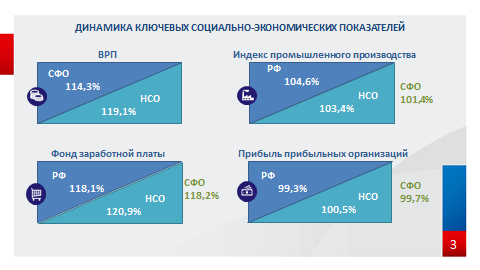 ДИНАМИКА КЛЮЧЕВЫХ СОЦИАЛЬНО-ЭКОНОМИЧЕСКИХ ПОКАЗАТЕЛЕЙ
ВРП
СФО
114,3%
НСО
119,1%
Индекс промышленного производства
РФ
104,6%
НСО
103,4%
СФО
101,4%
Фонд заработной платы
РФ
118,1%
НСО
120,9%
СФО
118,2%
Прибыль прибыльных организаций
РФ
99,3%
НСО
100,5%
СФО
99,7%
3